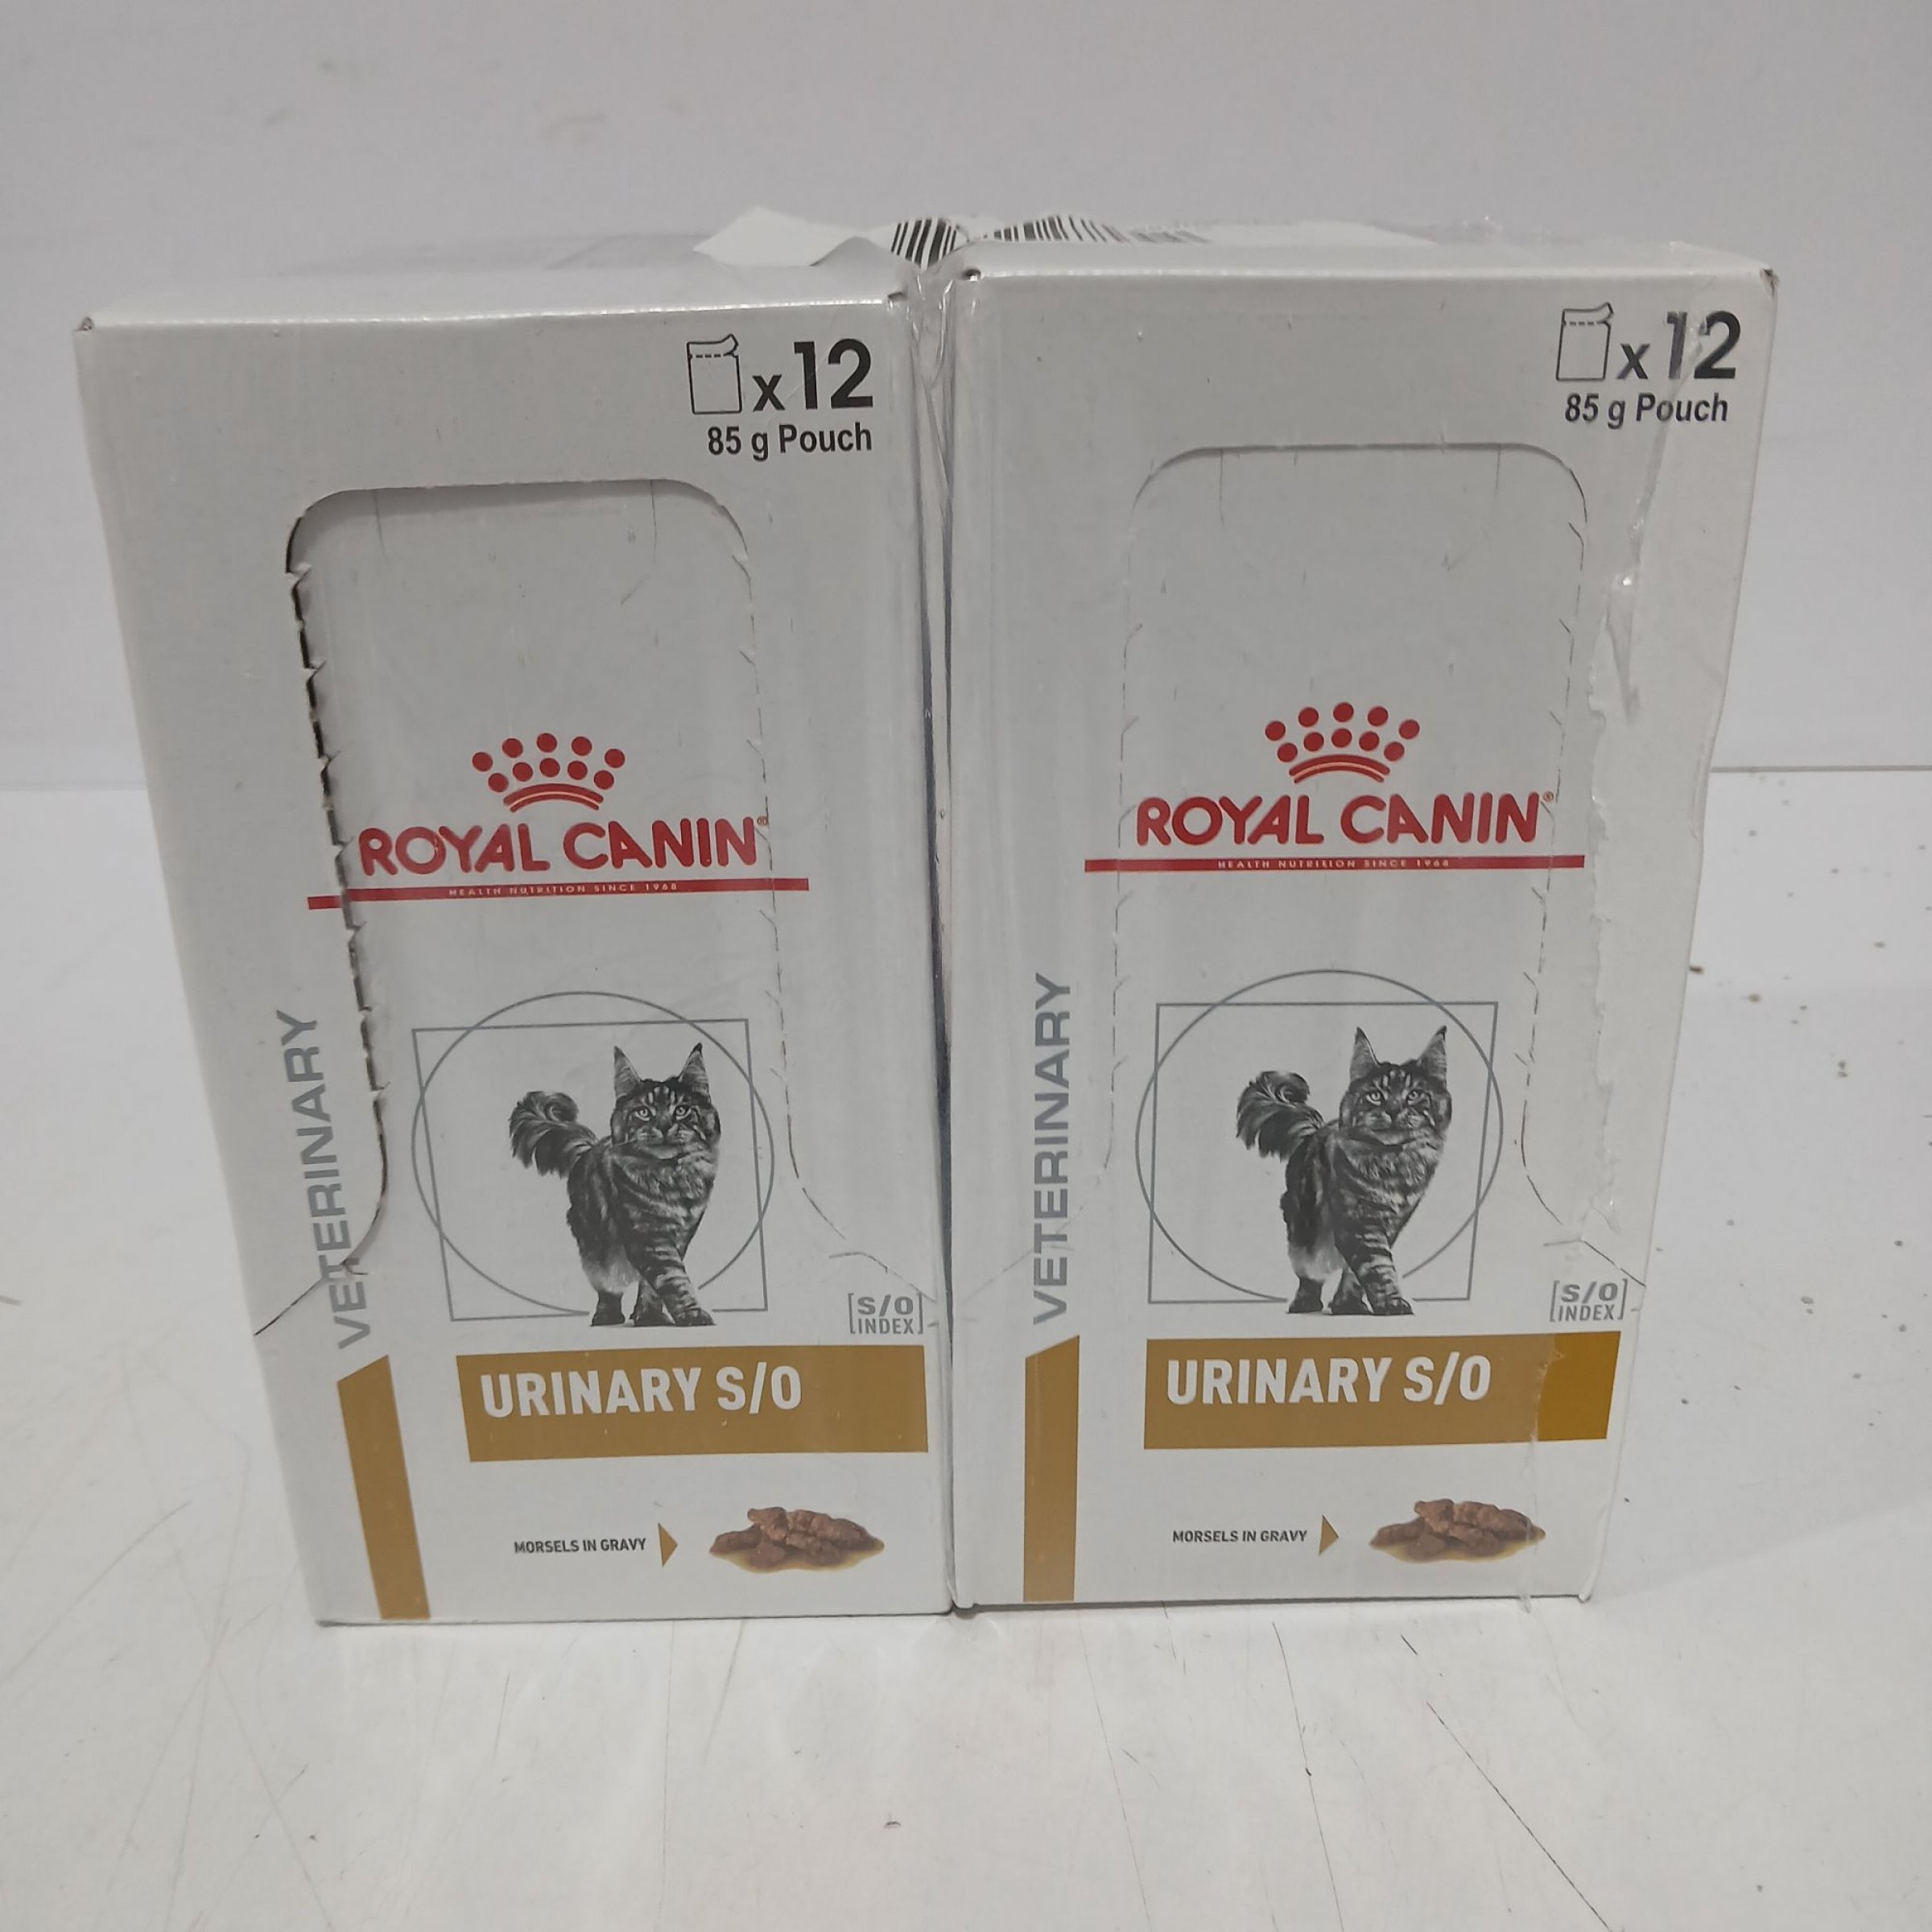 x12
85 g Pouch
ROYAL CANIN®
HEALTH NUTRITION SINCE 1968
VETERINARY
S/O
INDEX
URINARY S/O
MORSELS IN GRAVY
x12
85 g Pouch
ROYAL CANIN®
HEALTH NUTRITION SINCE 1968
VETERINARY
S/O
INDEX
URINARY S/O
MORSELS IN GRAVY